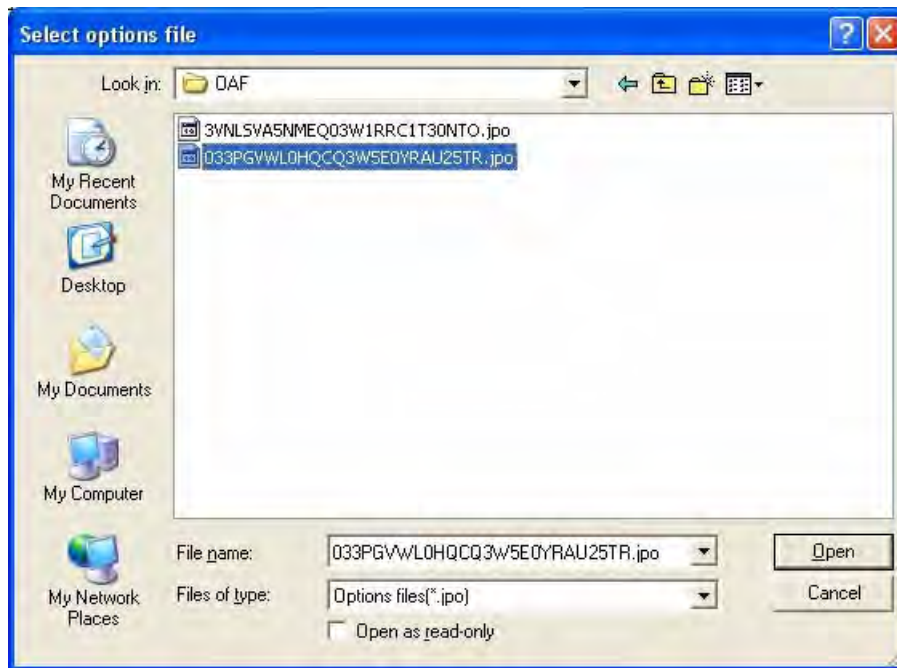 Select options file
Look in: OAF
3VNLSVA5NMEQ03W1RRC1T30NTO.jpo
033PGVWL0HQCQ3W5E0YRAU25TR.jpo
My Recent
Documents
Desktop
My Documents
My Computer
My Network
Places
File name: 033PGVWL0HQCQ3W5E0YRAU25TR.jpo
Open
Files of type: Options files(*.jpo)
Cancel
Open as read-only